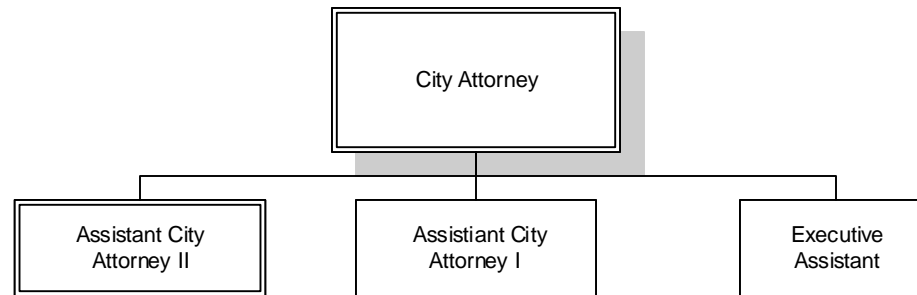 City Attorney
Assistant City
Attorney II
Assistiant City
Attorney I
Executive
Assistant